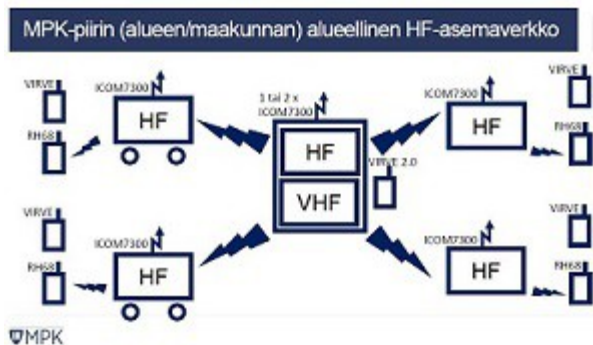 MPK-piirin (alueen/maakunnan) alueellinen HF-asemaverkko
VIRVE
ICOM7300
HF
RH68
1 tai 2 x
ICOM7300
HF
VHF
VIRVE 2.0
ICOM7300
HF
VIRVE
RH68
VIRVE
ICOM7300
HF
RH68
ICOM7300
HF
VIRVE
RH68
MPK